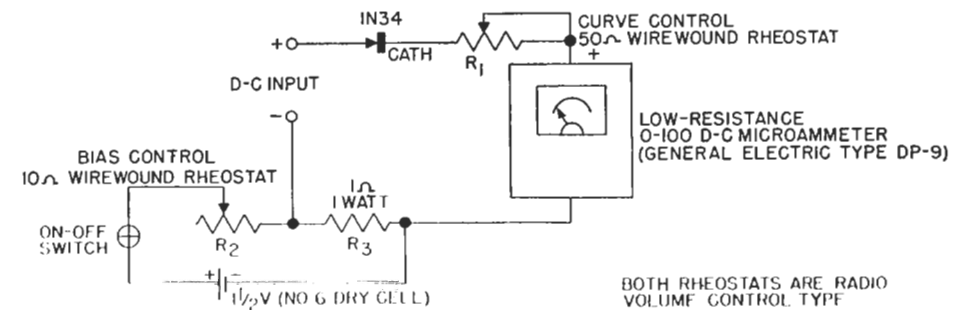 1N34
CURVE CONTROL
50Ω WIREWOUND RHEOSTAT
+
CATH
R1
+
D-C INPUT
-
LOW-RESISTANCE
0-100 D-C MICROAMMETER
(GENERAL ELECTRIC TYPE DP-9)
BIAS CONTROL
10Ω WIREWOUND RHEOSTAT
1Ω
1 WATT
ON-OFF
SWITCH
R2
R3
+ -
1 1/2V (NO 6 DRY CELL)
BOTH RHEOSTATS ARE RADIO
VOLUME CONTROL TYPE